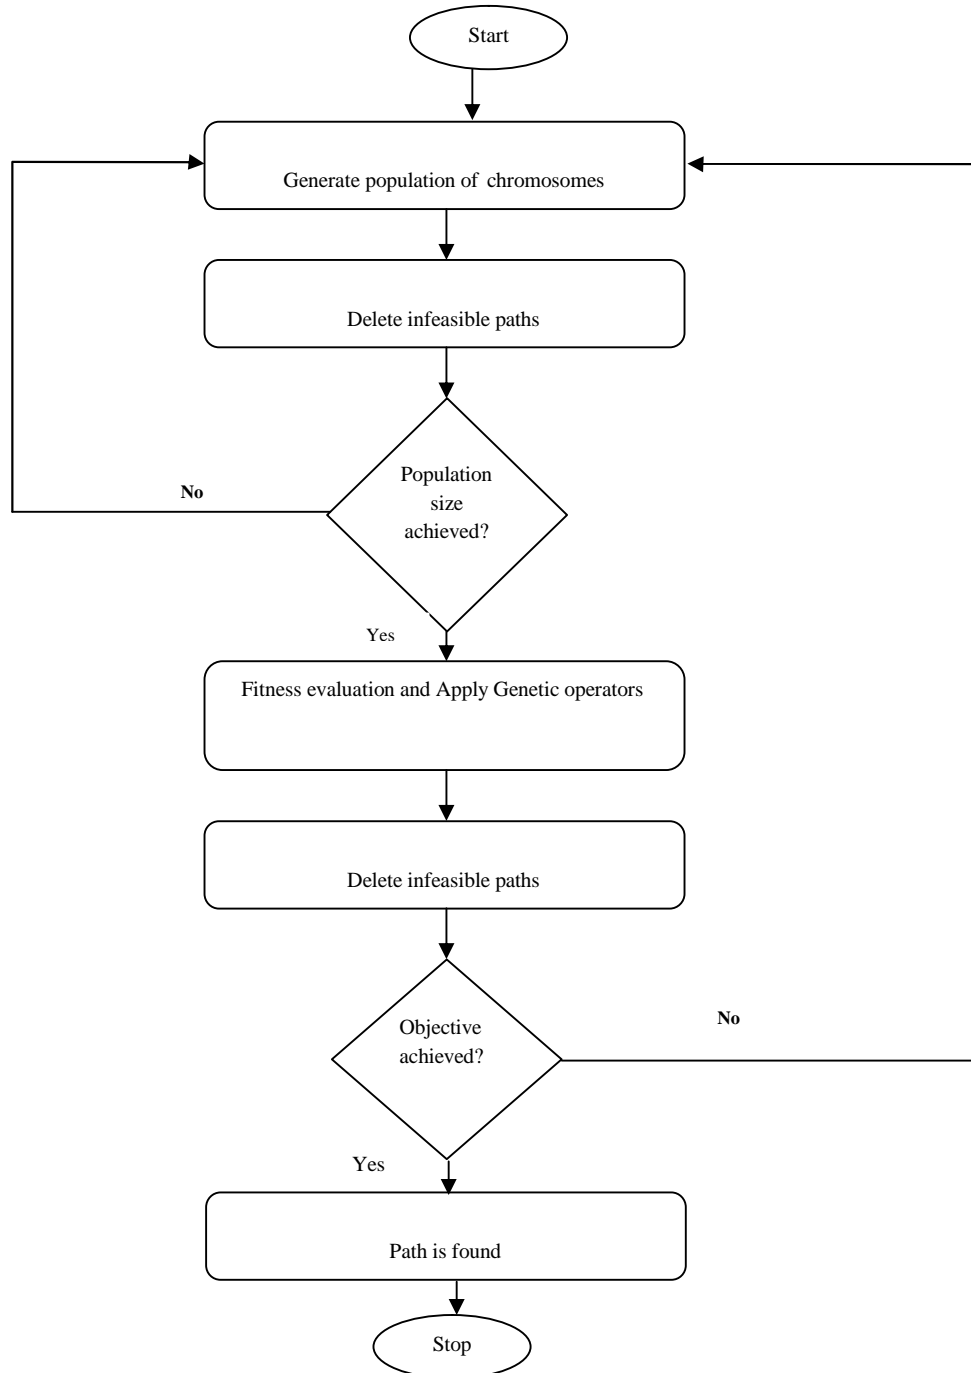 Start
Generate population of chromosomes
Delete infeasible paths
Population
size
achieved?
No
Yes
Fitness evaluation and Apply Genetic operators
Delete infeasible paths
Objective
achieved?
No
Yes
Path is found
Stop